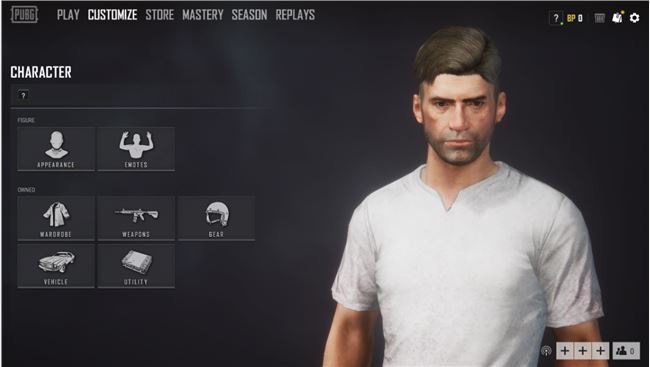 PUBG PLAY CUSTOMIZE STORE MASTERY SEASON REPLAYS ? BP 0
CHARACTER
?
FIGURE
APPEARANCE EMOTES
OWNED
WARDROBE WEAPONS GEAR
VEHICLE UTILITY
+ + + 0